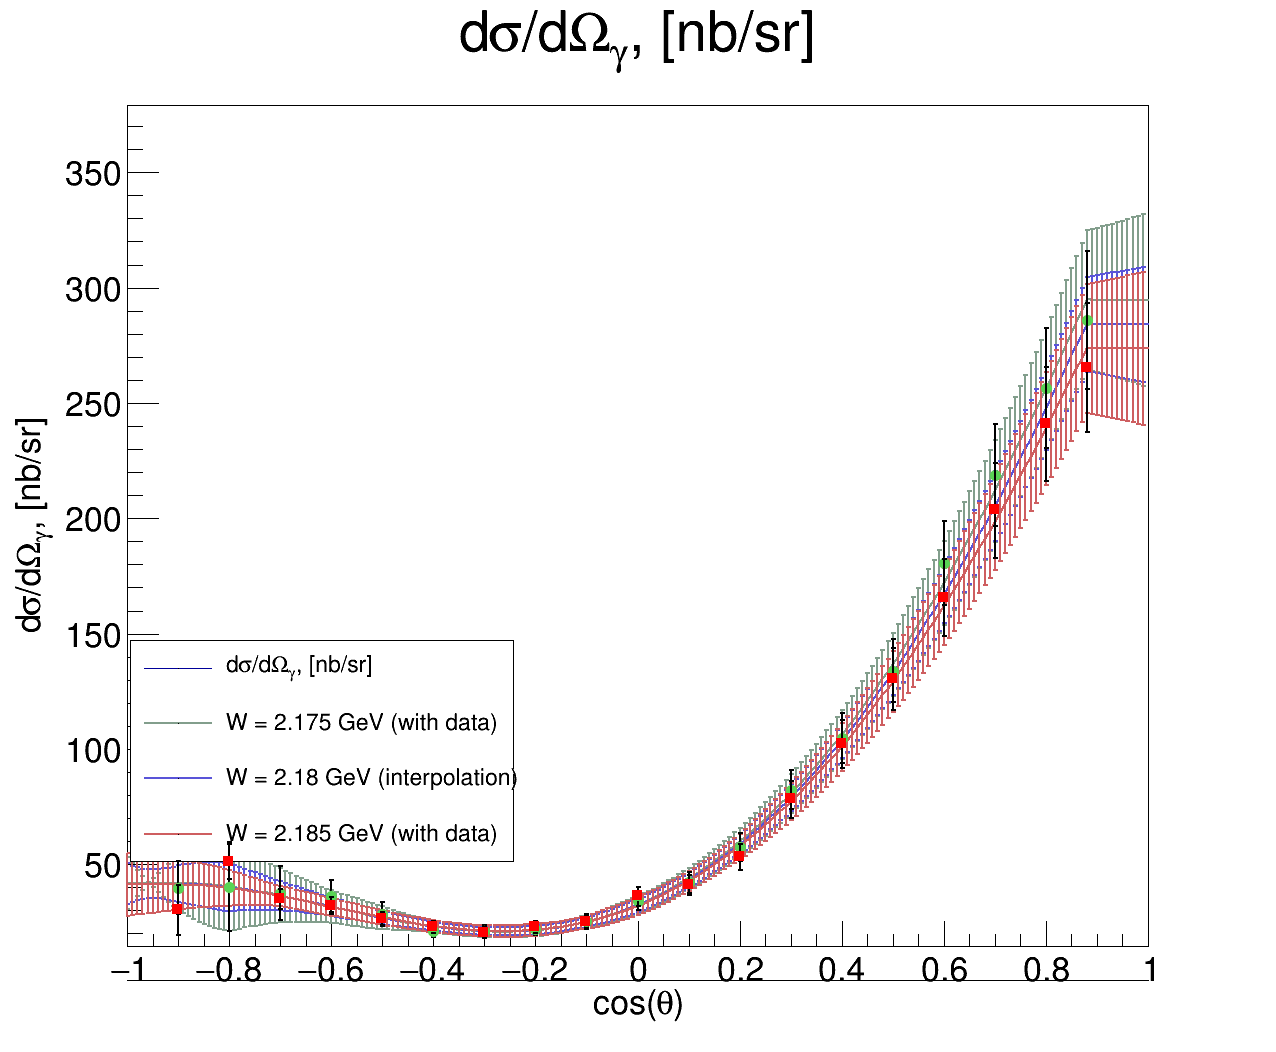 dσ/dΩγ, [nb/sr]
dσ/dΩγ, [nb/sr]
350
300
250
200
150
100
50
dσ/dΩγ, [nb/sr]
W = 2.175 GeV (with data)
W = 2.18 GeV (interpolation)
W = 2.185 GeV (with data)
−1 −0.8 −0.6 −0.4 −0.2 0 0.2 0.4 0.6 0.8 1
cos(θ)